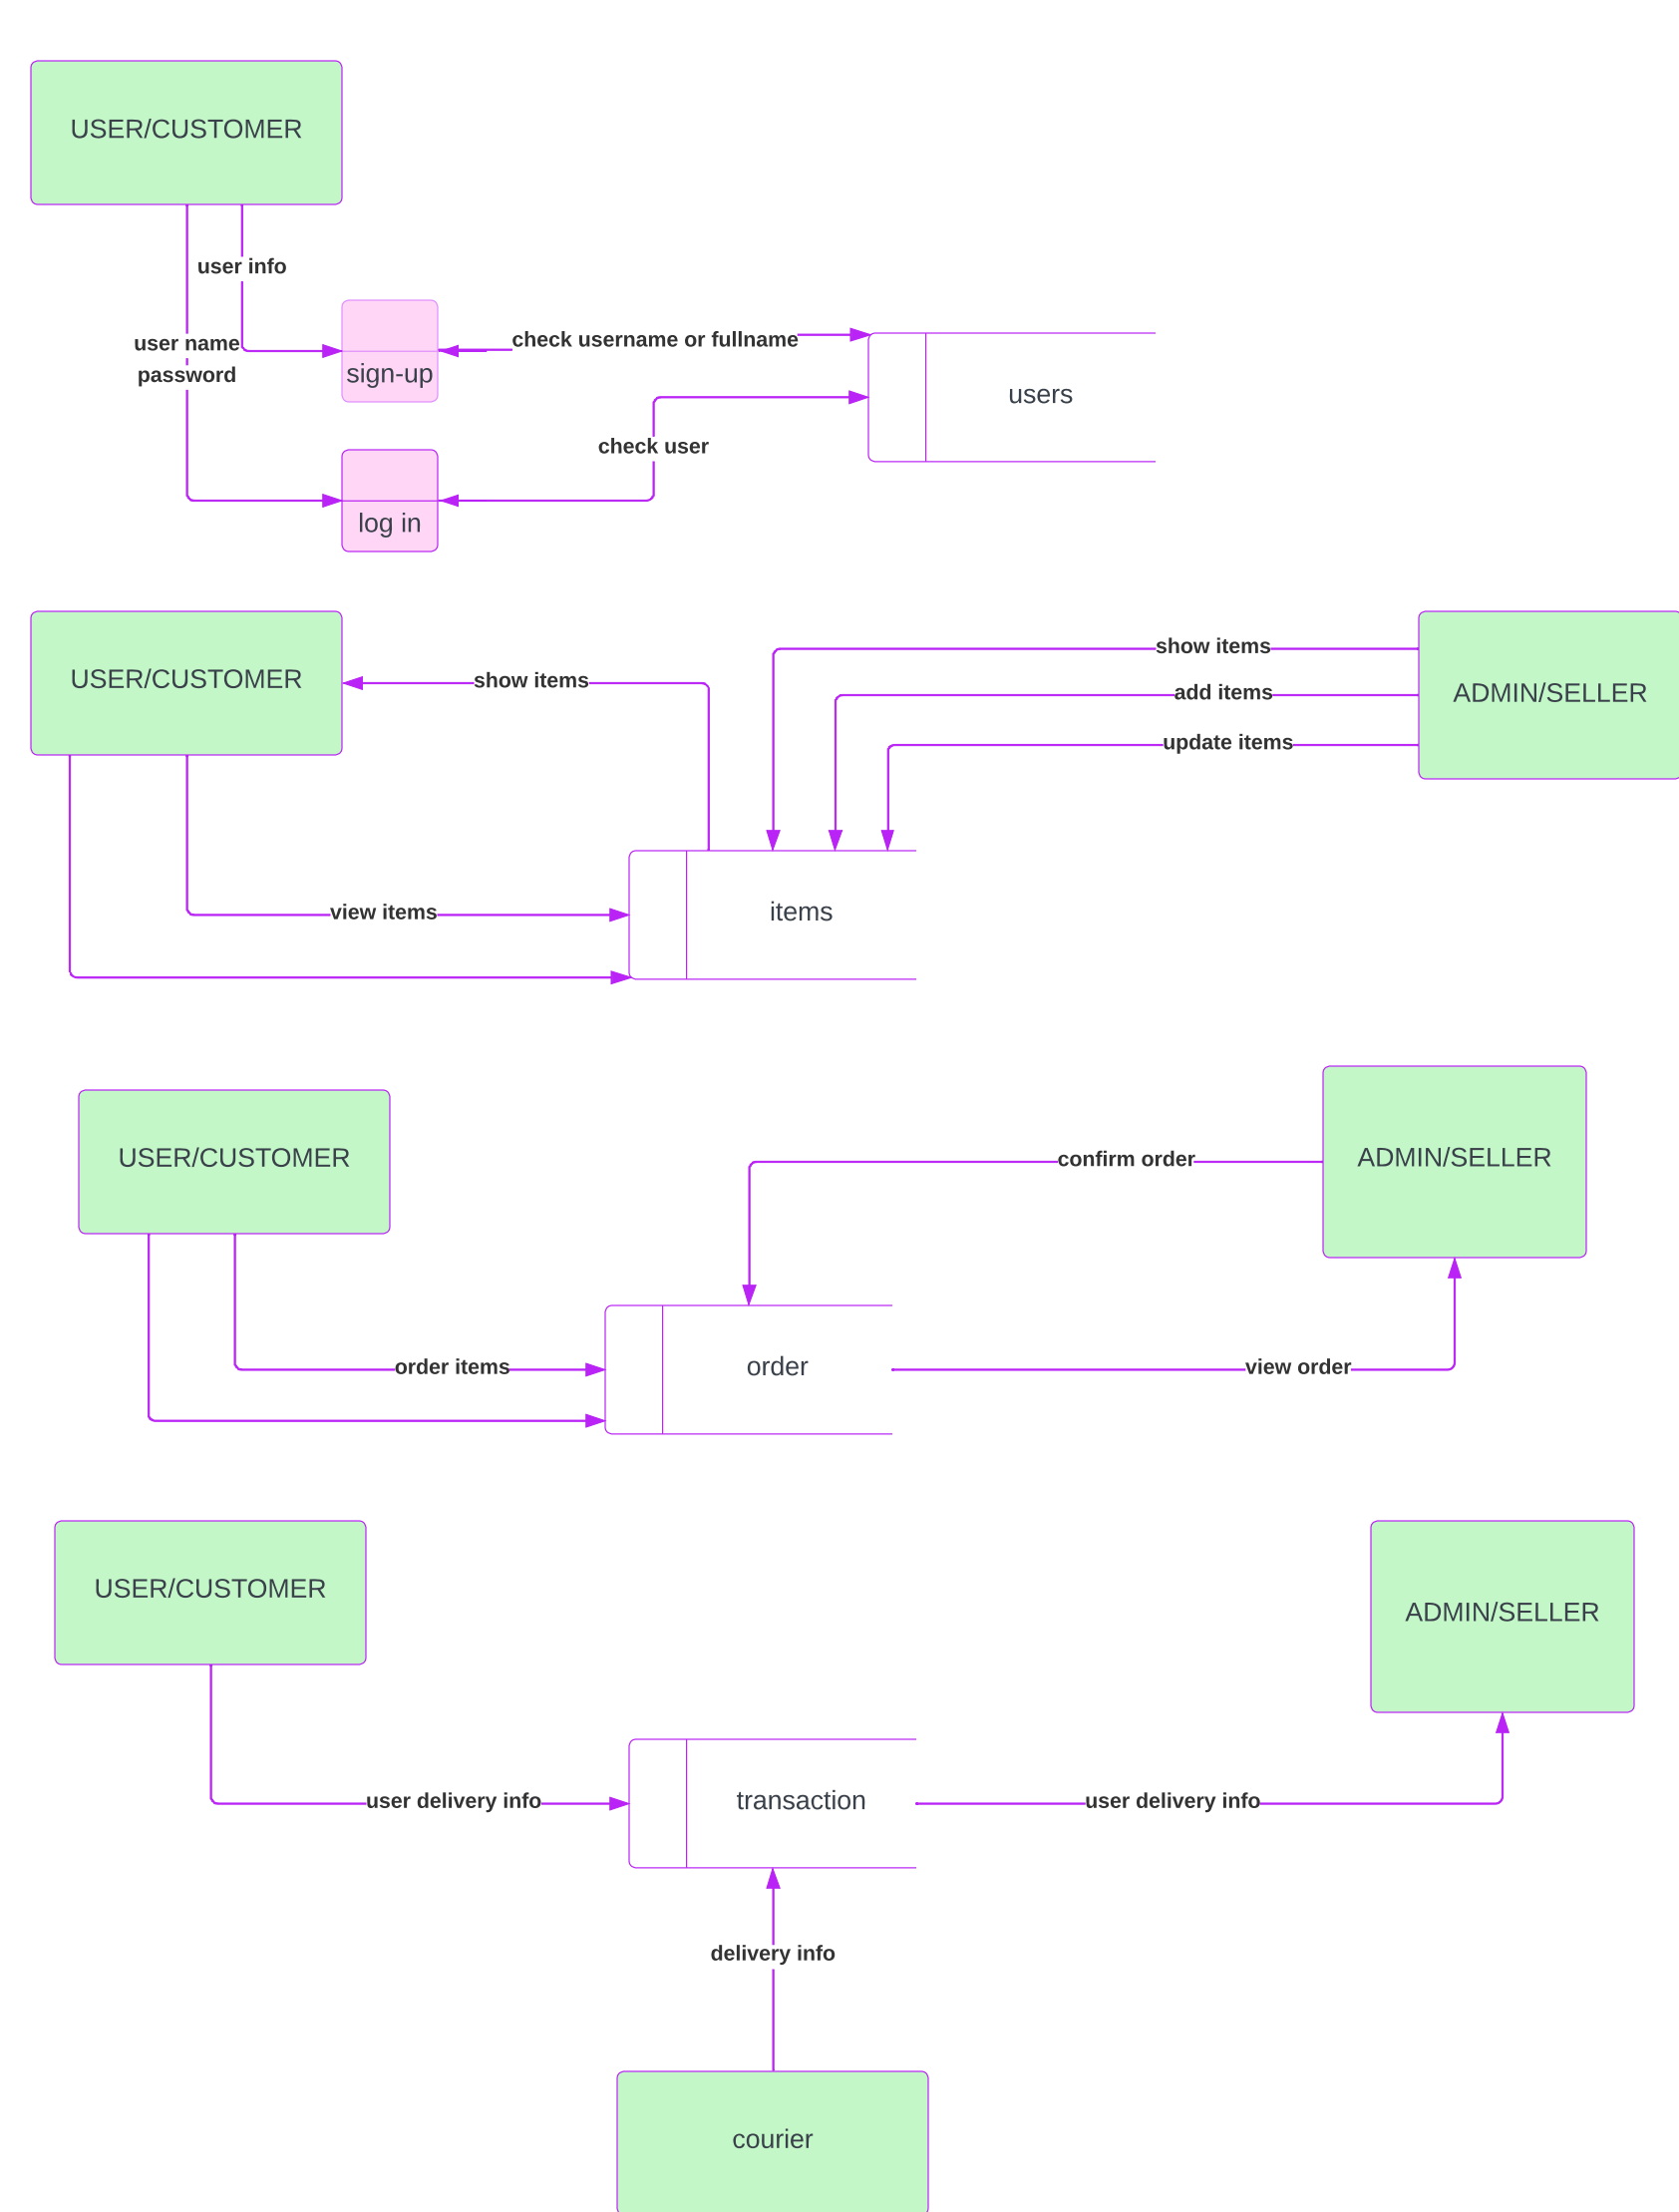 USER/CUSTOMER
user info
user name
password
sign-up
check username or fullname
users
check user
log in
USER/CUSTOMER
show items
show items
add items
update items
ADMIN/SELLER
view items
items
USER/CUSTOMER
confirm order
ADMIN/SELLER
order items
order
view order
USER/CUSTOMER
ADMIN/SELLER
user delivery info
transaction
user delivery info
delivery info
courier